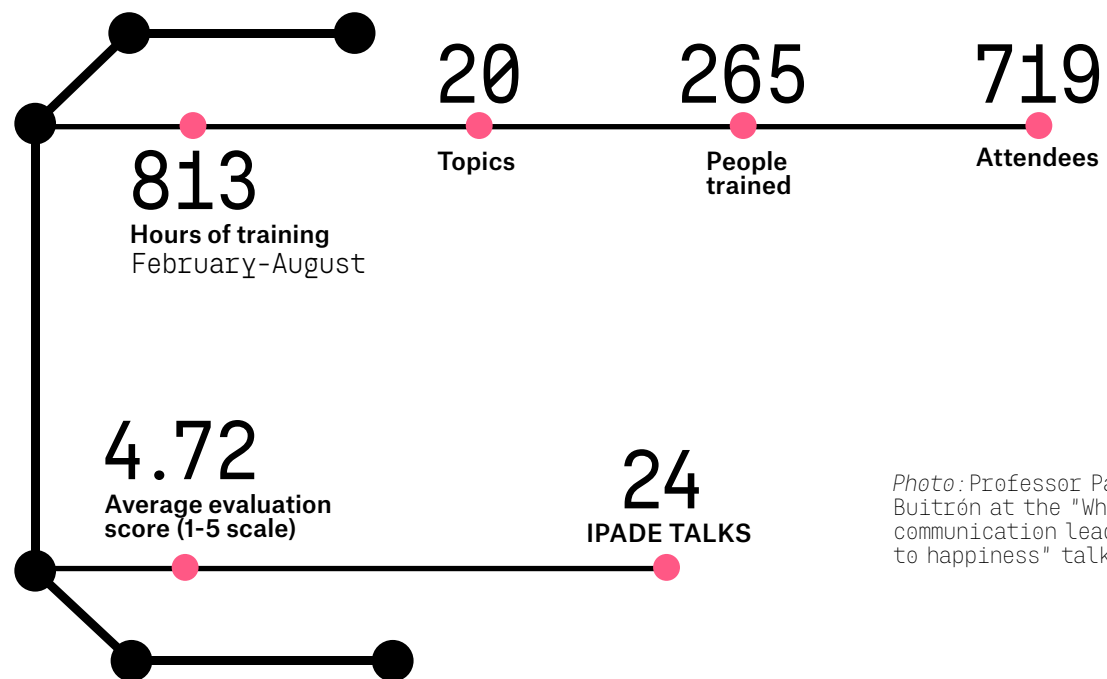 20
265
719
Topics
People
trained
Attendees
813
Hours of training
February-August
4.72
Average evaluation
score (1-5 scale)
24
IPADE TALKS
Photo: Professor
Buitrón at the
communication
to happiness" talk